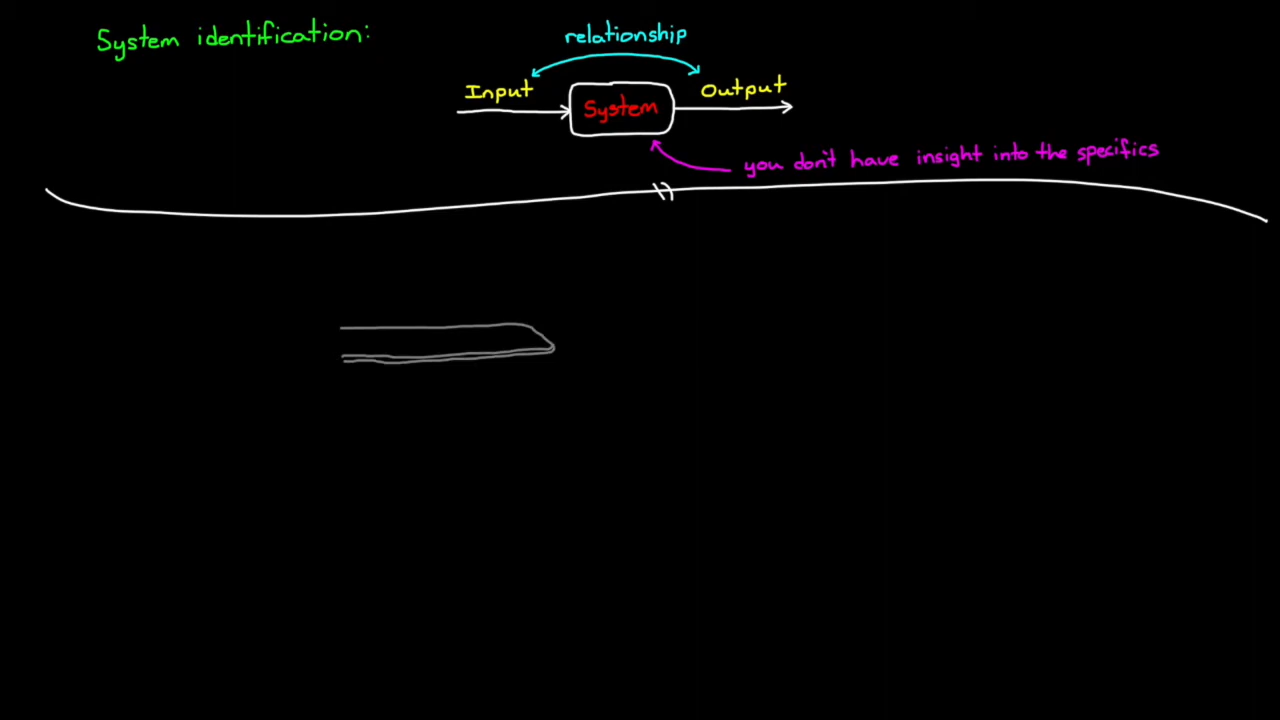 System identification:
relationship
Input
Output
System
you don't have insight into the specifics